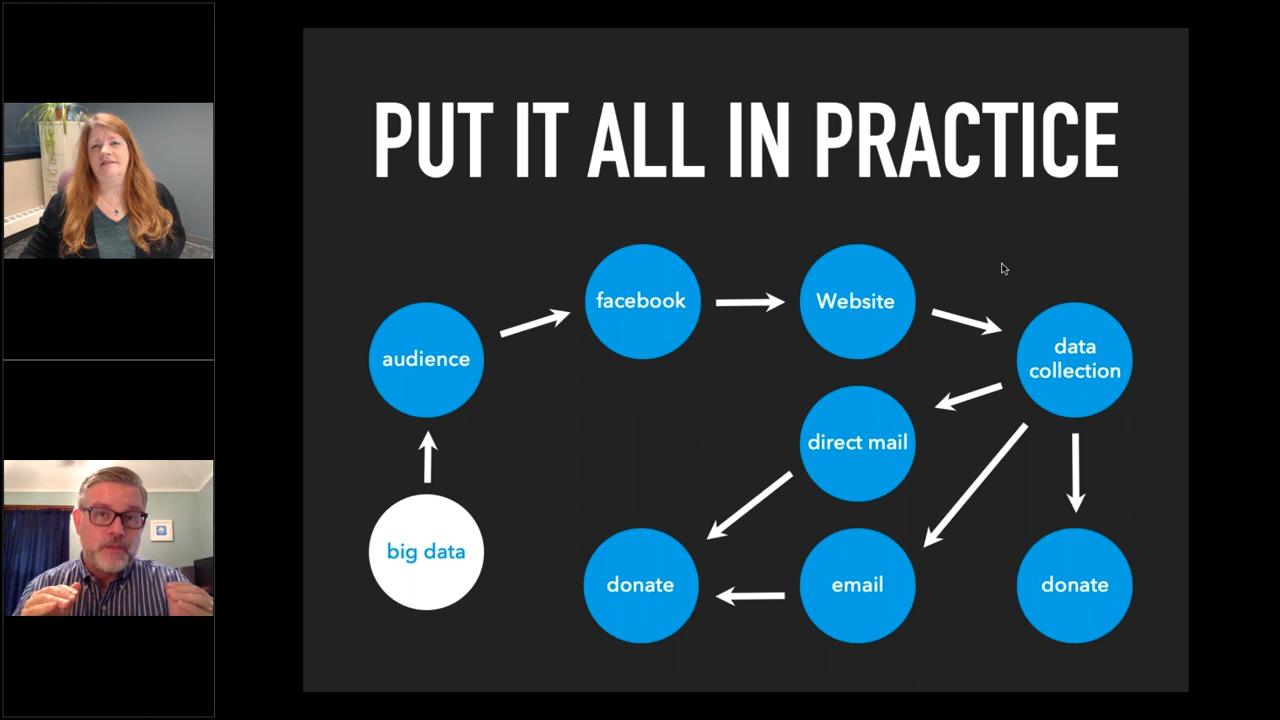 PUT IT ALL IN PRACTICE
facebook
Website
audience
data
collection
direct mail
big data
donate
email
donate